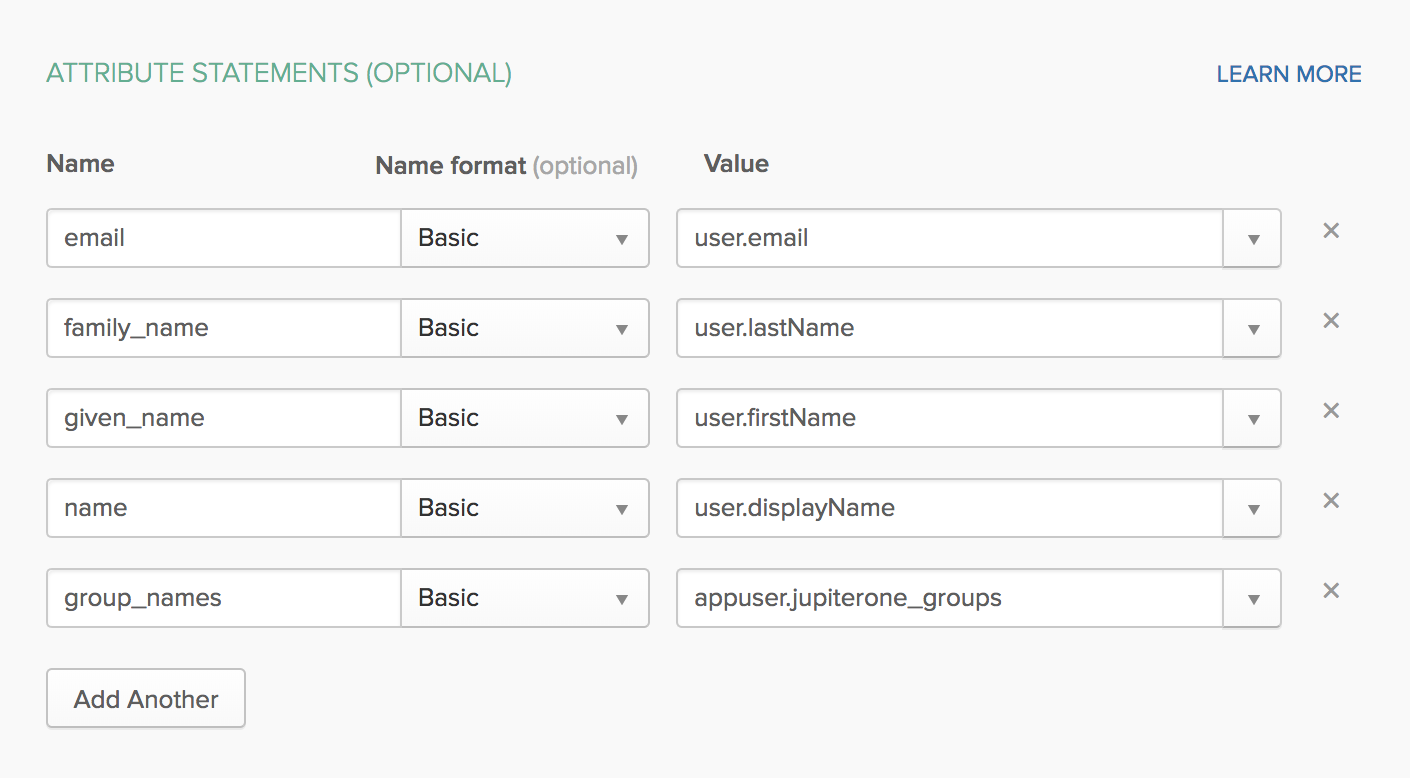 ATTRIBUTE STATEMENTS (OPTIONAL) LEARN MORE
Name Name format (optional) Value
email Basic user.email
family_name Basic user.lastName
given_name Basic user.firstName
name Basic user.displayName
group_names Basic appuser.jupiterone_groups
Add Another